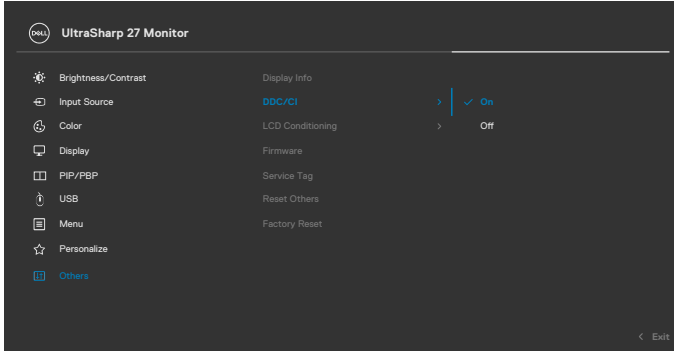 DELL UltraSharp 27 Monitor
Brightness/Contrast
Input Source
Color
Display
PIP/PBP
USB
Menu
Personalize
Others
Display Info
DDC/CI
LCD Conditioning
Firmware
Service Tag
Reset Others
Factory Reset
On
Off
Exit